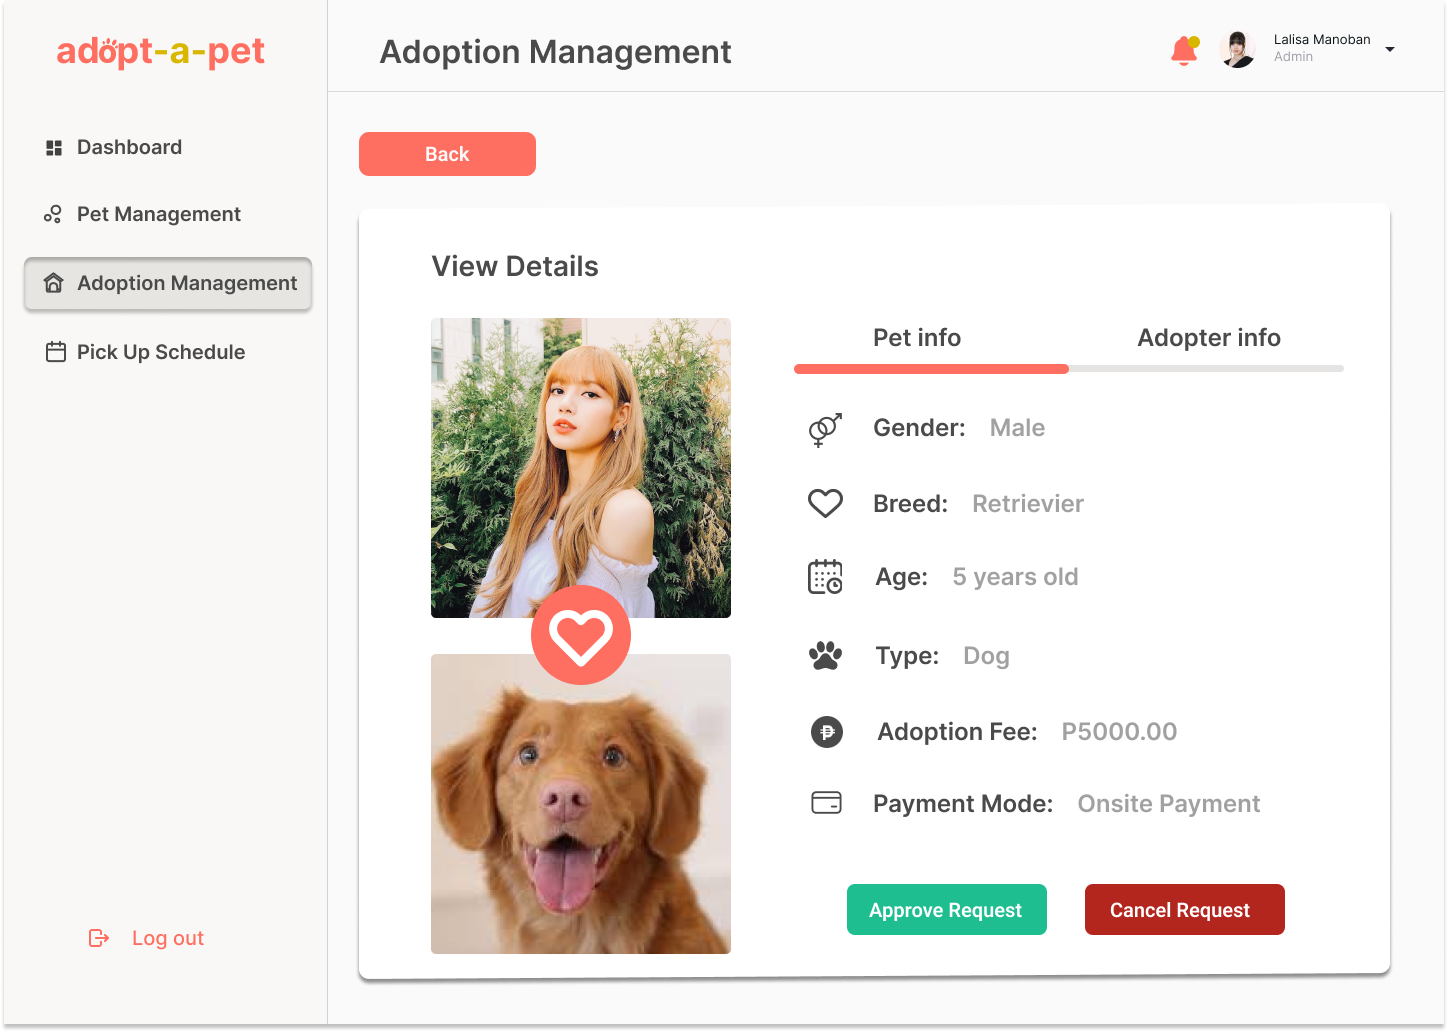 adopt-a-pet
Dashboard
Pet Management
Adoption Management
Pick Up Schedule
Log out
Adoption Management
Lalisa Manoban
Admin
Back
View Details
Pet info
Adopter info
Gender: Male
Breed: Retrievier
Age: 5 years old
Type: Dog
Adoption Fee: P5000.00
Payment Mode: Onsite Payment
Approve Request
Cancel Request